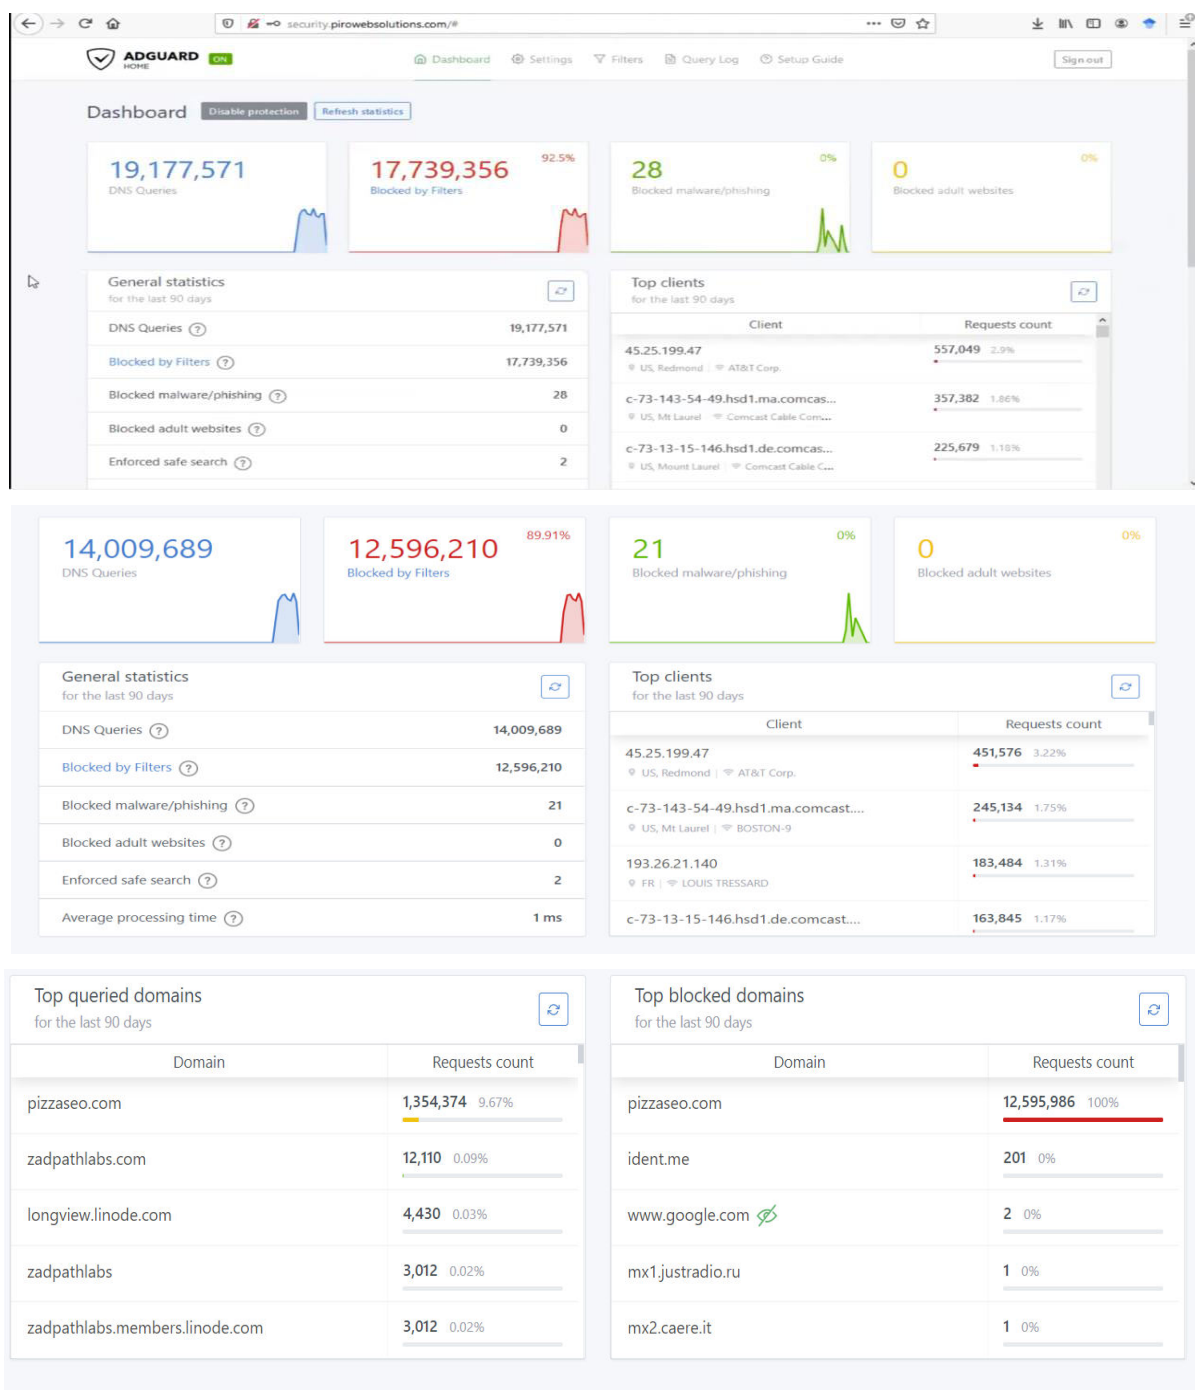 security.pirowebsolutions.com/#
ADGUARD ON
HOME
Dashboard Settings Filters Query Log Setup Guide Sign out
Dashboard Disable protection Refresh statistics
19,177,571
DNS Queries
17,739,356 92.5%
Blocked by Filters
28 0%
Blocked malware/phishing
0 0%
Blocked adult websites
General statistics
for the last 90 days
DNS Queries ? 19,177,571
Blocked by Filters ? 17,739,356
Blocked malware/phishing ? 28
Blocked adult websites ? 0
Enforced safe search ? 2
Top clients
for the last 90 days
Client Requests count
45.25.199.47 557,049 2.9%
US, Redmond | AT&T Corp.
c-73-143-54-49.hsd1.ma.comcas... 357,382 1.86%
US, Mt Laurel | Comcast Cable Com...
c-73-13-15-146.hsd1.de.comcas... 225,679 1.18%
US, Mount Laurel | Comcast Cable C...
14,009,689
DNS Queries
12,596,210 89.91%
Blocked by Filters
21 0%
Blocked malware/phishing
0 0%
Blocked adult websites
General statistics
for the last 90 days
DNS Queries ? 14,009,689
Blocked by Filters ? 12,596,210
Blocked malware/phishing ? 21
Blocked adult websites ? 0
Enforced safe search ? 2
Average processing time ? 1 ms
Top clients
for the last 90 days
Client Requests count
45.25.199.47 451,576 3.22%
US, Redmond | AT&T Corp.
c-73-143-54-49.hsd1.ma.comcast.... 245,134 1.75%
US, Mt Laurel | BOSTON-9
193.26.21.140 183,484 1.31%
FR | LOUIS TRESSARD
c-73-13-15-146.hsd1.de.comcast.... 163,845 1.17%
Top queried domains
for the last 90 days
Domain Requests count
pizzaseo.com 1,354,374 9.67%
zadpathlabs.com 12,110 0.09%
longview.linode.com 4,430 0.03%
zadpathlabs 3,012 0.02%
zadpathlabs.members.linode.com 3,012 0.02%
Top blocked domains
for the last 90 days
Domain Requests count
pizzaseo.com 12,595,986 100%
ident.me 201 0%
www.google.com 2 0%
mx1.justradio.ru 1 0%
mx2.caere.it 1 0%